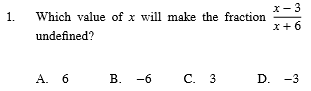 1. Which value of x will make the fraction x − 3 / x + 6
undefined?
A. 6 B. −6 C. 3 D. −3